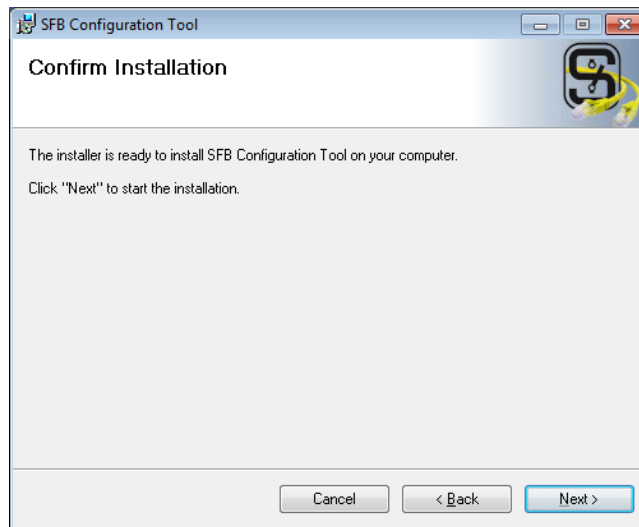 SFB Configuration Tool
Confirm Installation
The installer is ready to install SFB Configuration Tool on your computer.
Click "Next" to start the installation.
Cancel
< Back
Next >